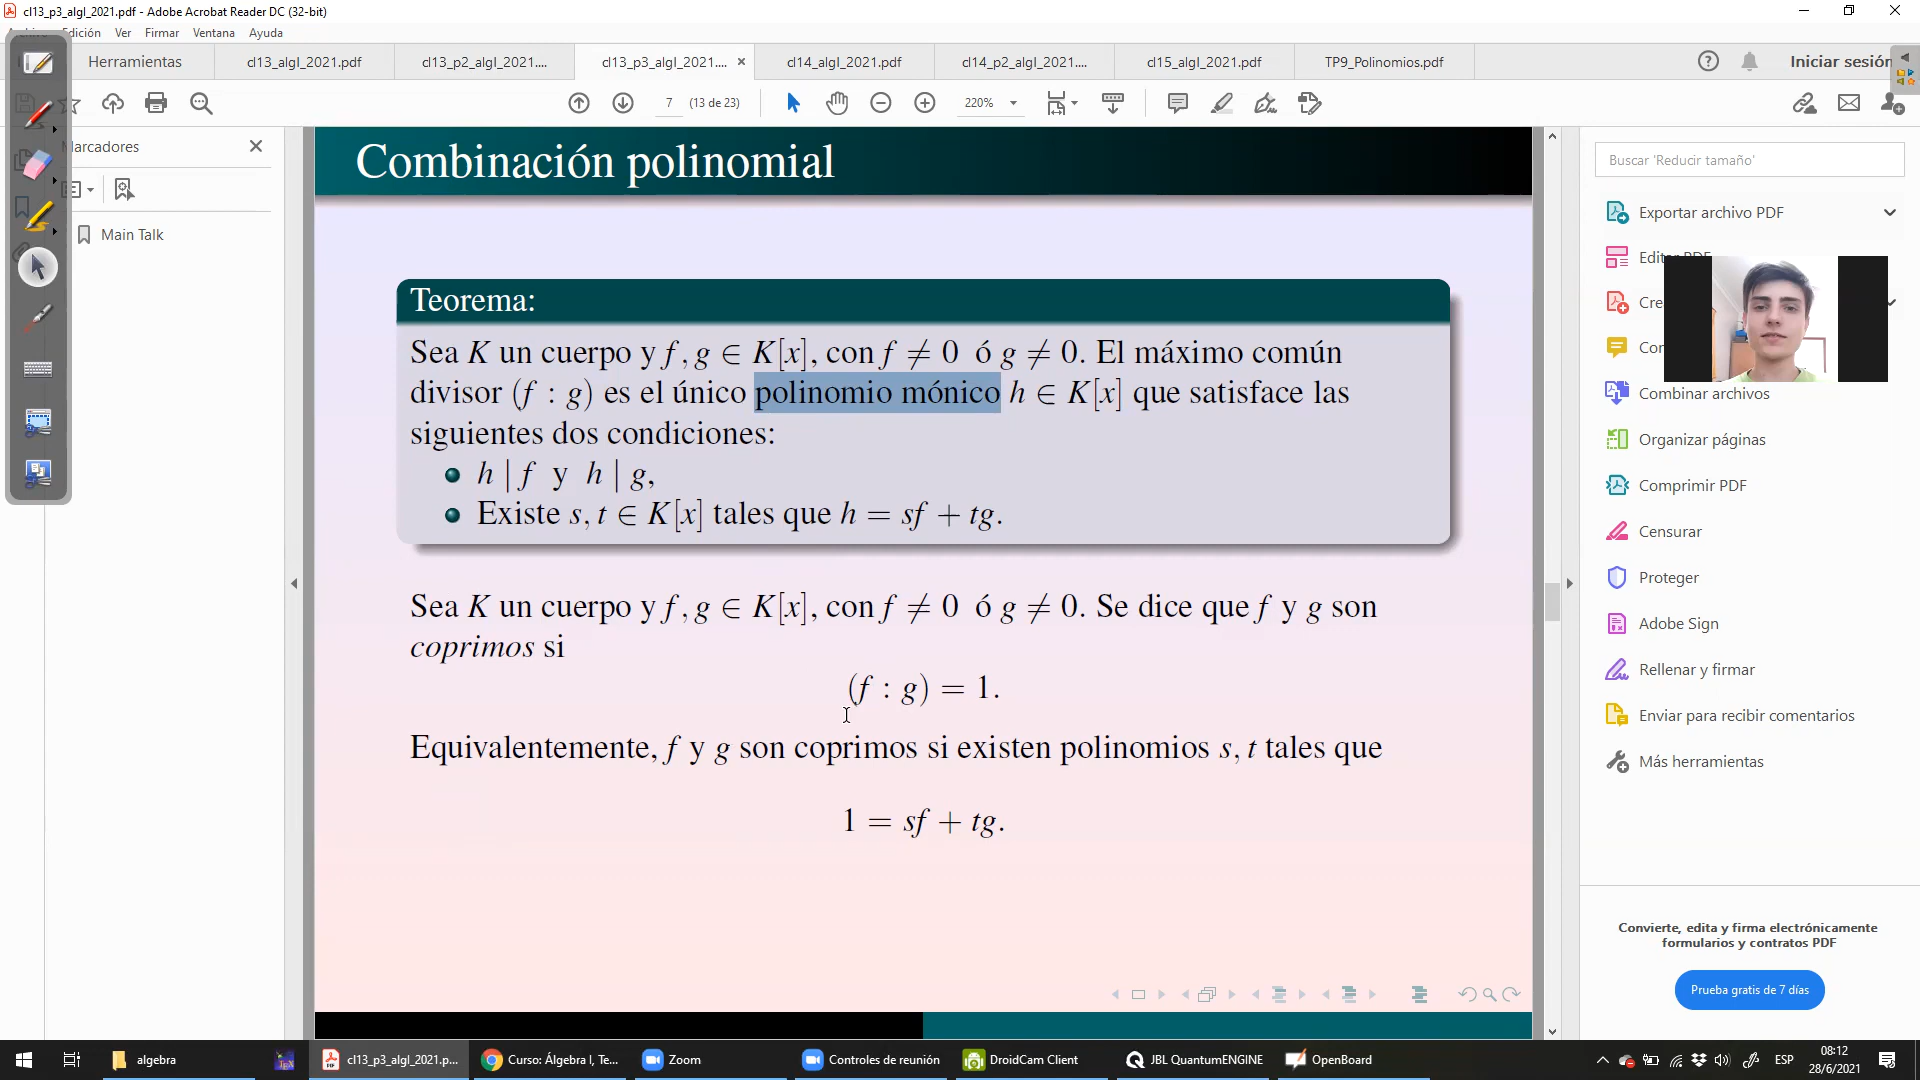 cl13_p3_algI_2021.pdf - Adobe Acrobat Reader DC (32-bit)
Edición Ver Firmar Ventana Ayuda
Herramientas cl13_algI_2021.pdf cl13_p2_algI_2021.... cl13_p3_algI_2021.... cl14_algI_2021.pdf cl14_p2_algI_2021.... cl15_algI_2021.pdf TP9_Polinomios.pdf Iniciar sesión
7 (13 de 23) 220%
Marcadores
Main Talk
Combinación polinomial
Teorema:
Sea K un cuerpo y f, g ∈ K[x], con f ≠ 0 ó g ≠ 0. El máximo común
divisor (f : g) es el único polinomio mónico h ∈ K[x] que satisface las
siguientes dos condiciones:
h | f y h | g,
Existe s, t ∈ K[x] tales que h = sf + tg.
Sea K un cuerpo y f, g ∈ K[x], con f ≠ 0 ó g ≠ 0. Se dice que f y g son
coprimos si
(f : g) = 1.
Equivalentemente, f y g son coprimos si existen polinomios s, t tales que
1 = sf + tg.
Buscar 'Reducir tamaño'
Exportar archivo PDF
Editar PDF
Cre
Co
Combinar archivos
Organizar páginas
Comprimir PDF
Censurar
Proteger
Adobe Sign
Rellenar y firmar
Enviar para recibir comentarios
Más herramientas
Convierte, edita y firma electrónicamente
formularios y contratos PDF
Prueba gratis de 7 días
algebra cl13_p3_algI_2021.p... Curso: Álgebra I, Te... Zoom Controles de reunión DroidCam Client JBL QuantumENGINE OpenBoard ESP 08:12
28/6/2021